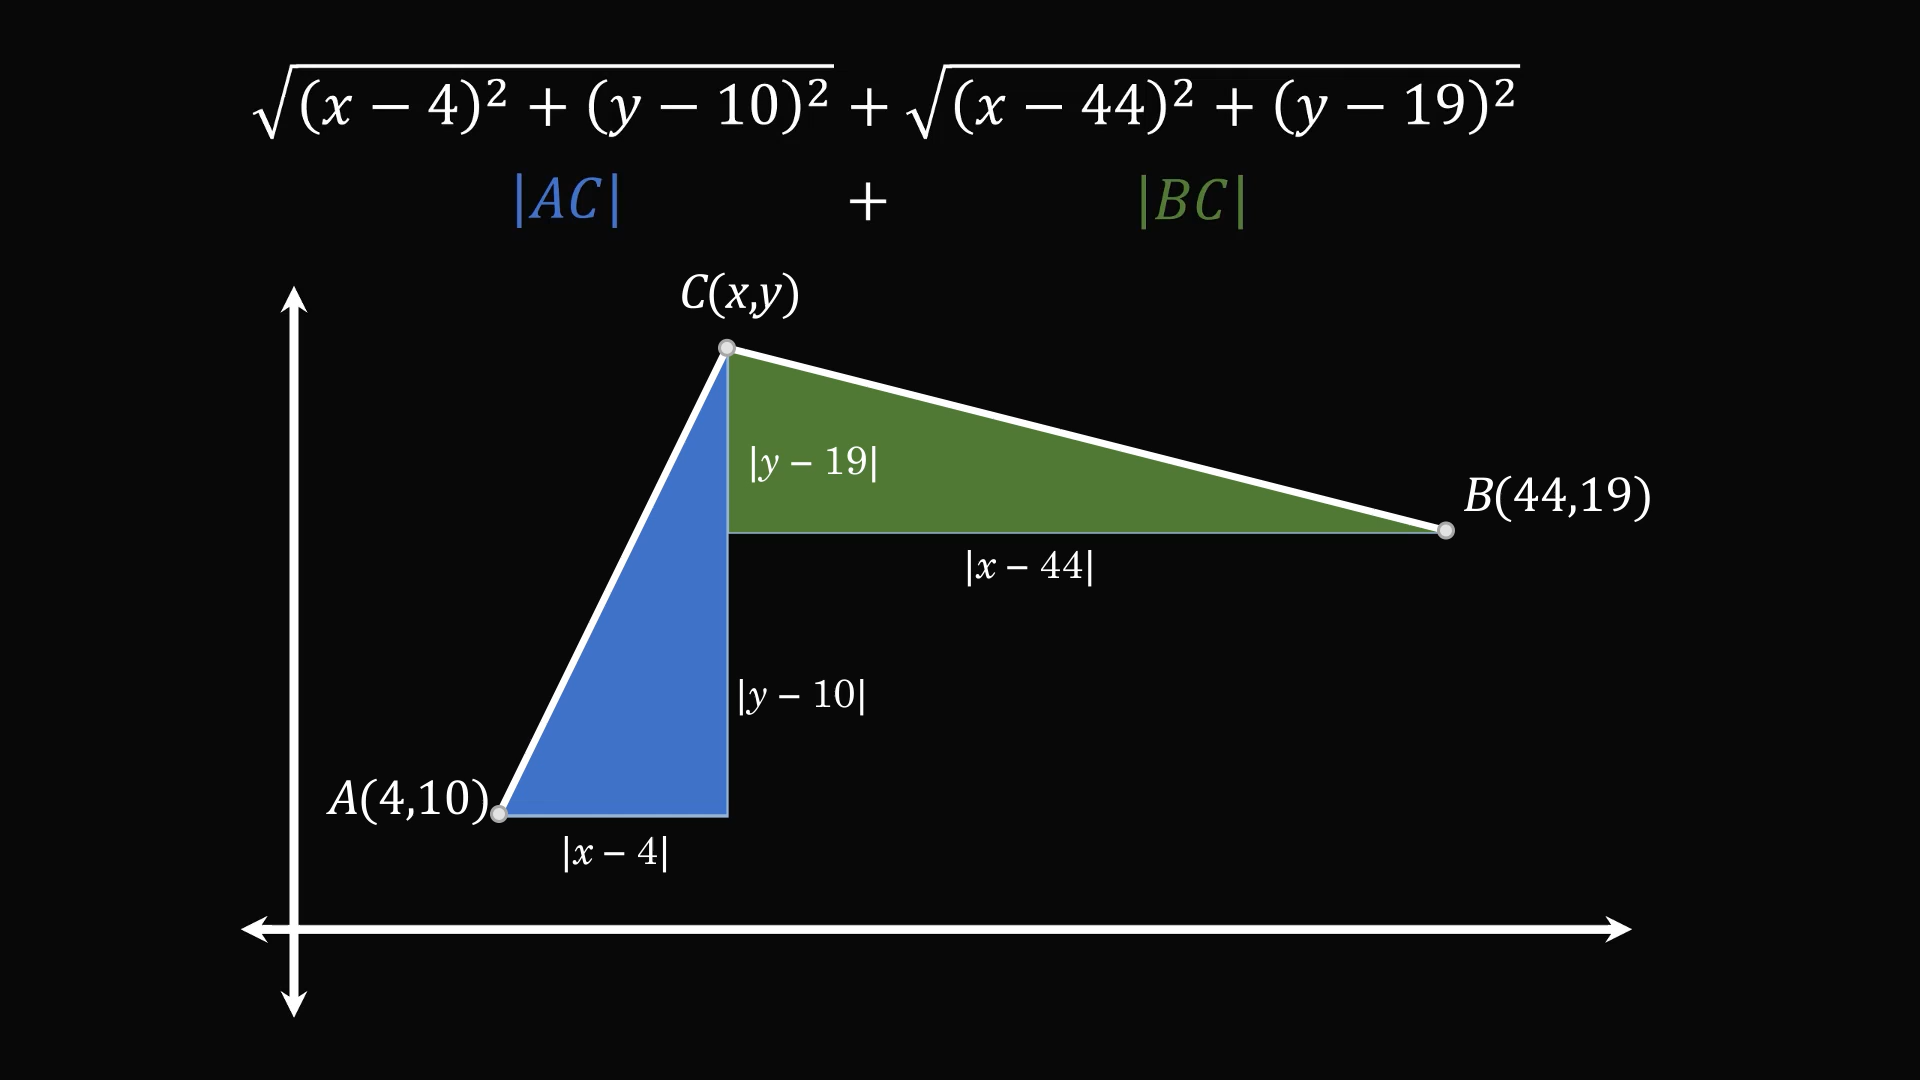 √(x − 4)² + (y − 10)² + √(x − 44)² + (y − 19)²
|AC| + |BC|
C(x,y)
|y − 19|
B(44,19)
|x − 44|
|y − 10|
A(4,10)
|x − 4|